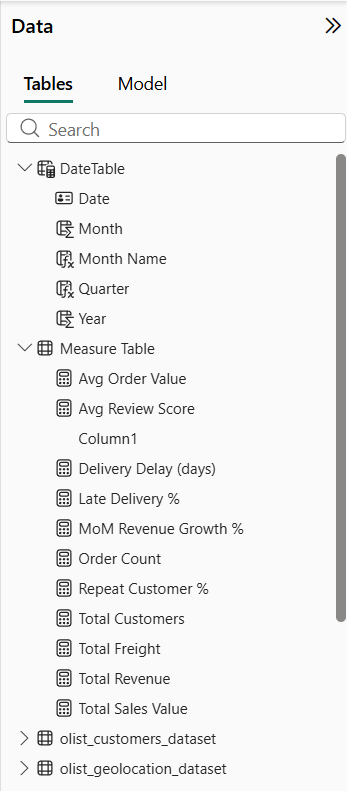 Data
Tables Model
Search
DateTable
Date
Month
Month Name
Quarter
Year
Measure Table
Avg Order Value
Avg Review Score
Column1
Delivery Delay (days)
Late Delivery %
MoM Revenue Growth %
Order Count
Repeat Customer %
Total Customers
Total Freight
Total Revenue
Total Sales Value
olist_customers_dataset
olist_geolocation_dataset